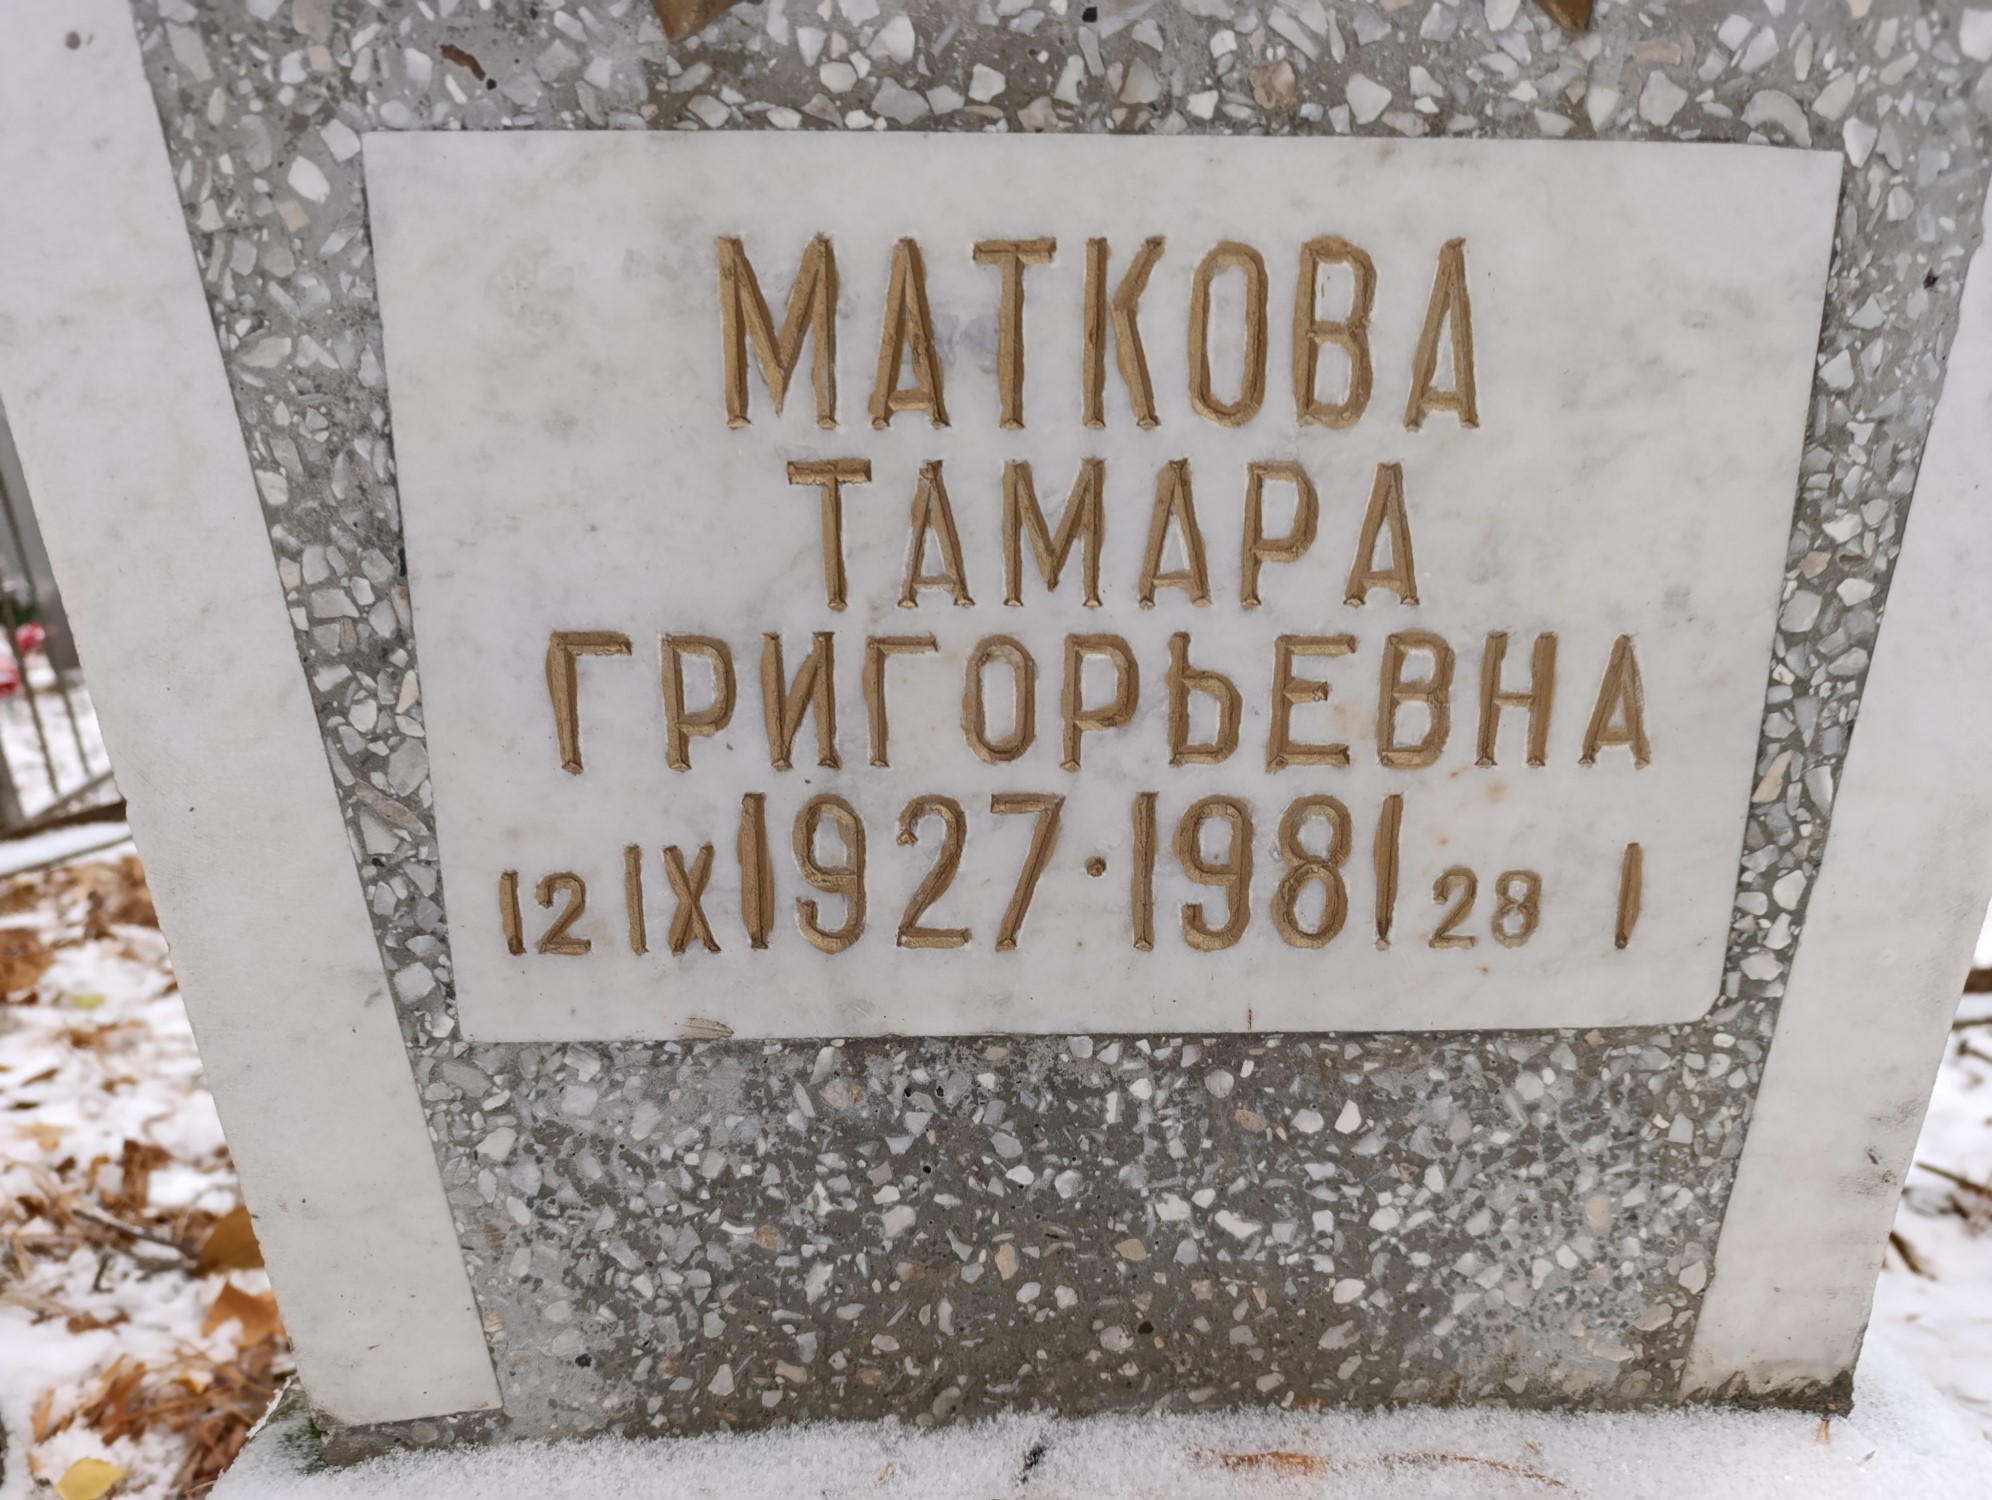 МАТКОВА
ТАМАРА
ГРИГОРЬЕВНА
12 IX 1927·1981 28 I